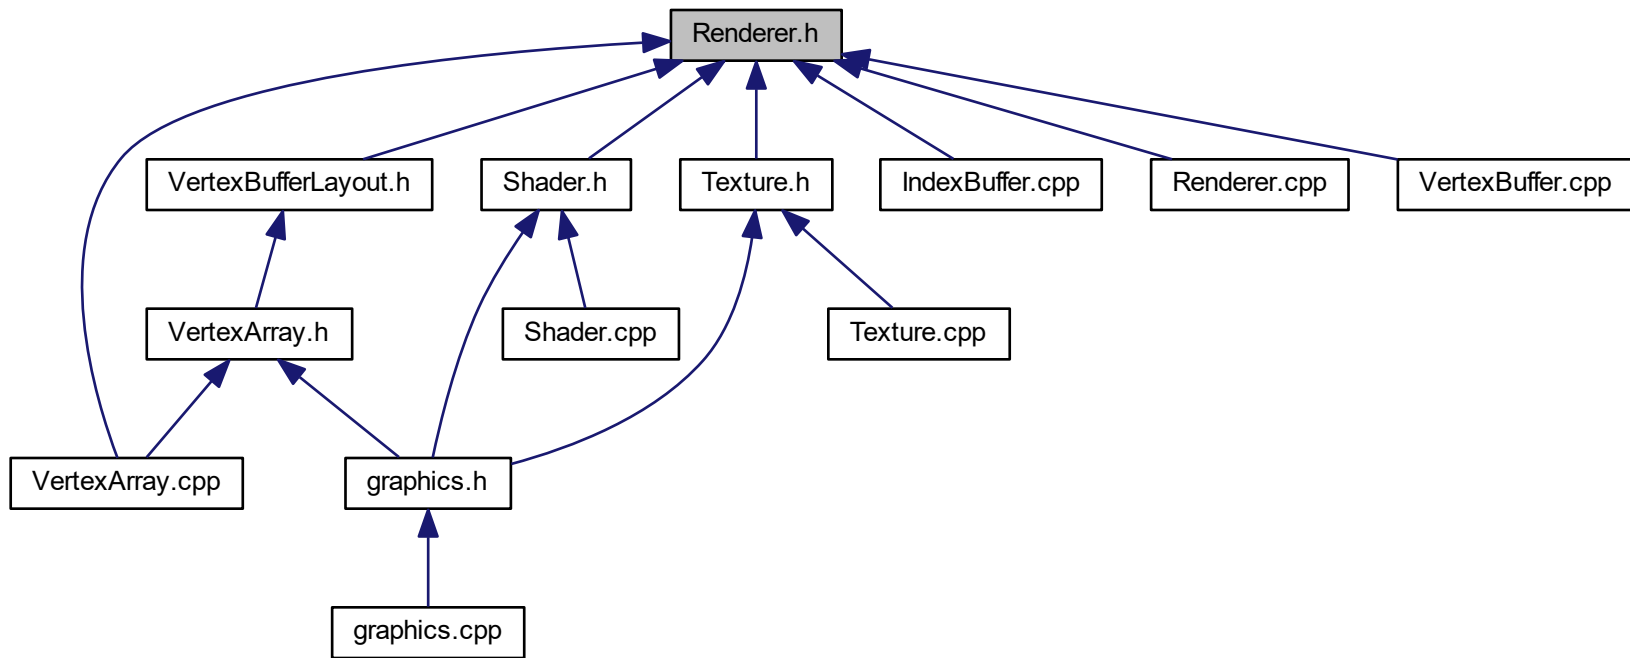 Renderer.h
VertexBufferLayout.h
Shader.h
Texture.h
IndexBuffer.cpp
Renderer.cpp
VertexBuffer.cpp
VertexArray.h
Shader.cpp
Texture.cpp
VertexArray.cpp
graphics.h
graphics.cpp